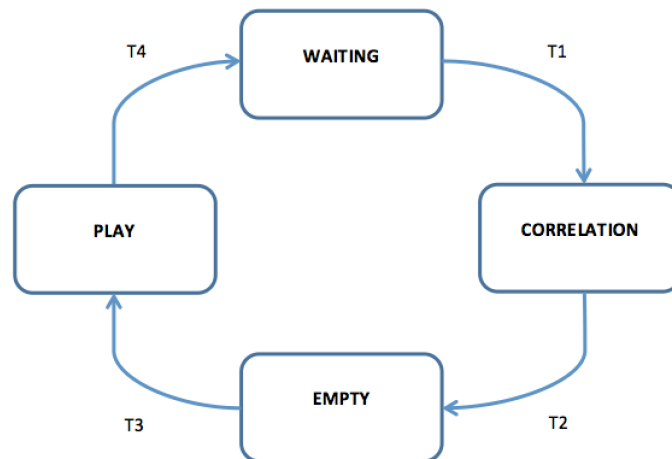 T4
WAITING
T1
PLAY
CORRELATION
T3
EMPTY
T2